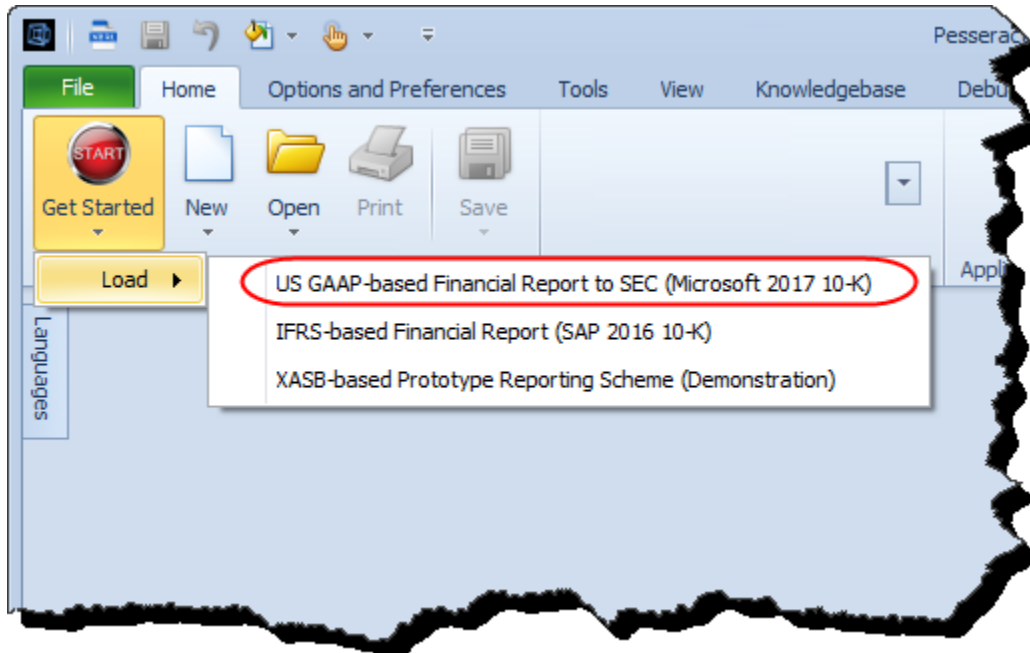 Pesserac
File Home Options and Preferences Tools View Knowledgebase Debu
START
Get Started New Open Print Save
Load
Appli
US GAAP-based Financial Report to SEC (Microsoft 2017 10-K)
IFRS-based Financial Report (SAP 2016 10-K)
XASB-based Prototype Reporting Scheme (Demonstration)
Languages